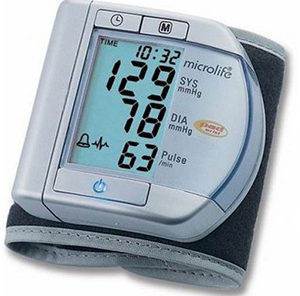 M
TIME
10:32
microlife®
129 SYS mmHg
78 DIA mmHg
63 Pulse /min